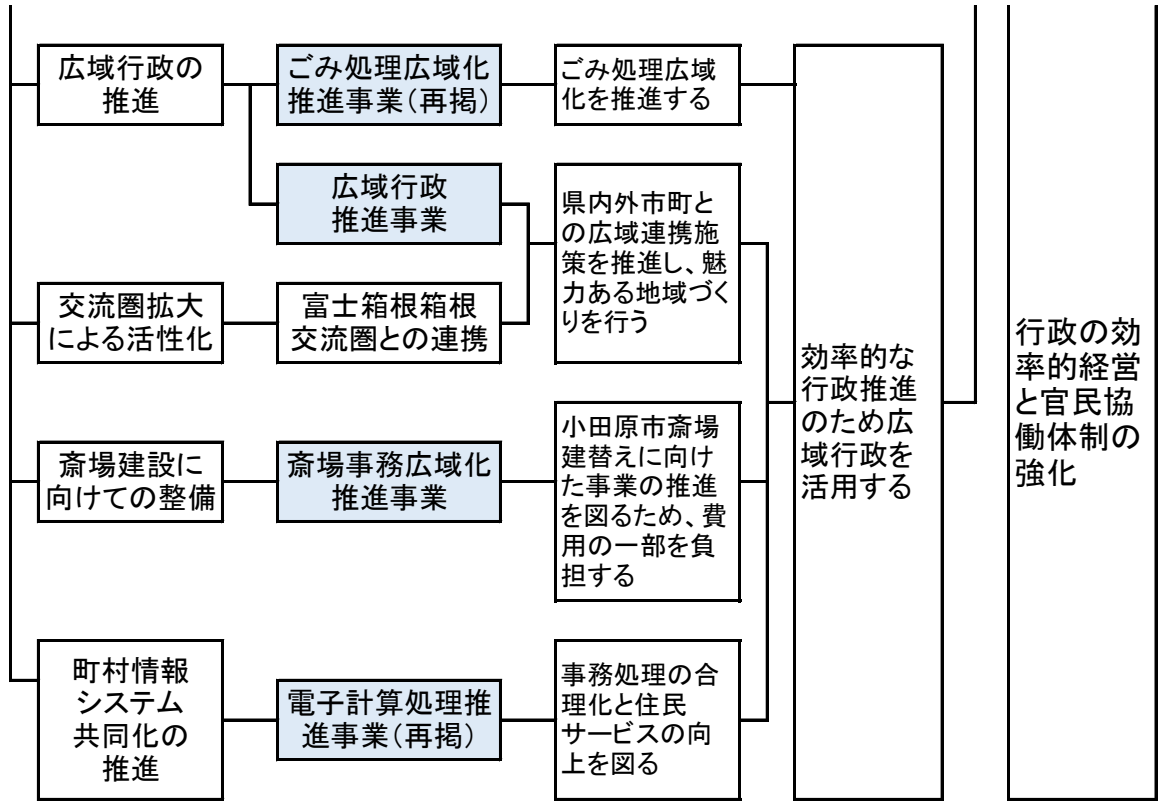 広域行政の
推進
ごみ処理広域化
推進事業（再掲）
ごみ処理広域
化を推進する
広域行政
推進事業
県内外市町と
の広域連携施
策を推進し、魅
力ある地域づく
りを行う
交流圏拡大
による活性化
富士箱根箱根
交流圏との連携
斎場建設に
向けての整備
斎場事務広域化
推進事業
小田原市斎場
建替えに向け
た事業の推進
を図るため、費
用の一部を負
担する
町村情報
システム
共同化の
推進
電子計算処理推
進事業（再掲）
事務処理の合
理化と住民
サービスの向
上を図る
効率的な
行政推進
のため広
域行政を
活用する
行政の効
率的経営
と官民協
働体制の
強化